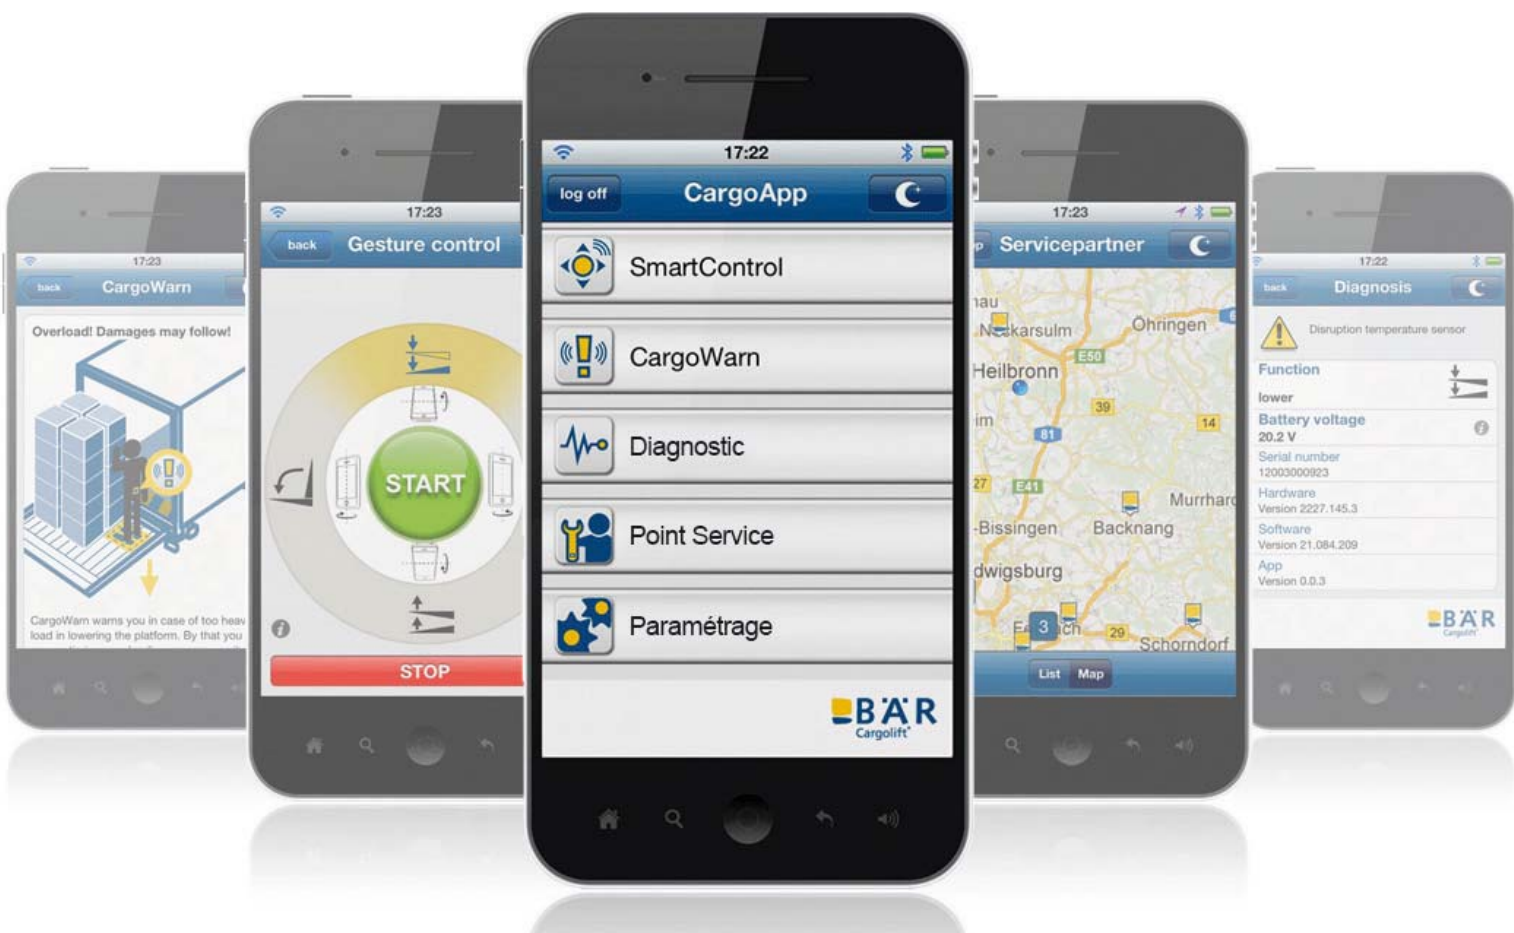 17:23
back
CargoWarn
Overload! Damages may follow!
CargoWarn warns you in case of too heav
load in lowering the platform. By that you
17:23
back
Gesture control
START
STOP
17:22
log off
CargoApp
SmartControl
CargoWarn
Diagnostic
Point Service
Paramétrage
BÄR
Cargolift
17:23
Servicepartner
Neckarsulm
Öhringen
6
E50
Heilbronn
39
14
81
27
E41
Murrhard
-Bissingen
Backnang
dwigsburg
3
29
Schorndorf
List
Map
17:22
back
Diagnosis
Disruption temperature sensor
Function
lower
Battery voltage
20.2 V
Serial number
12003000923
Hardware
Version 2227.145.3
Software
Version 21.084.209
App
Version 0.0.3
BÄR
Cargolift